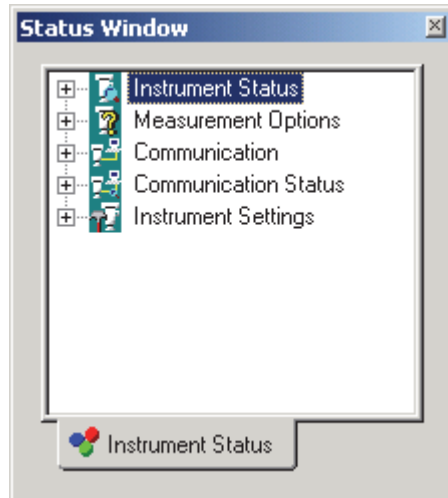 Status Window
Instrument Status
Measurement Options
Communication
Communication Status
Instrument Settings
Instrument Status